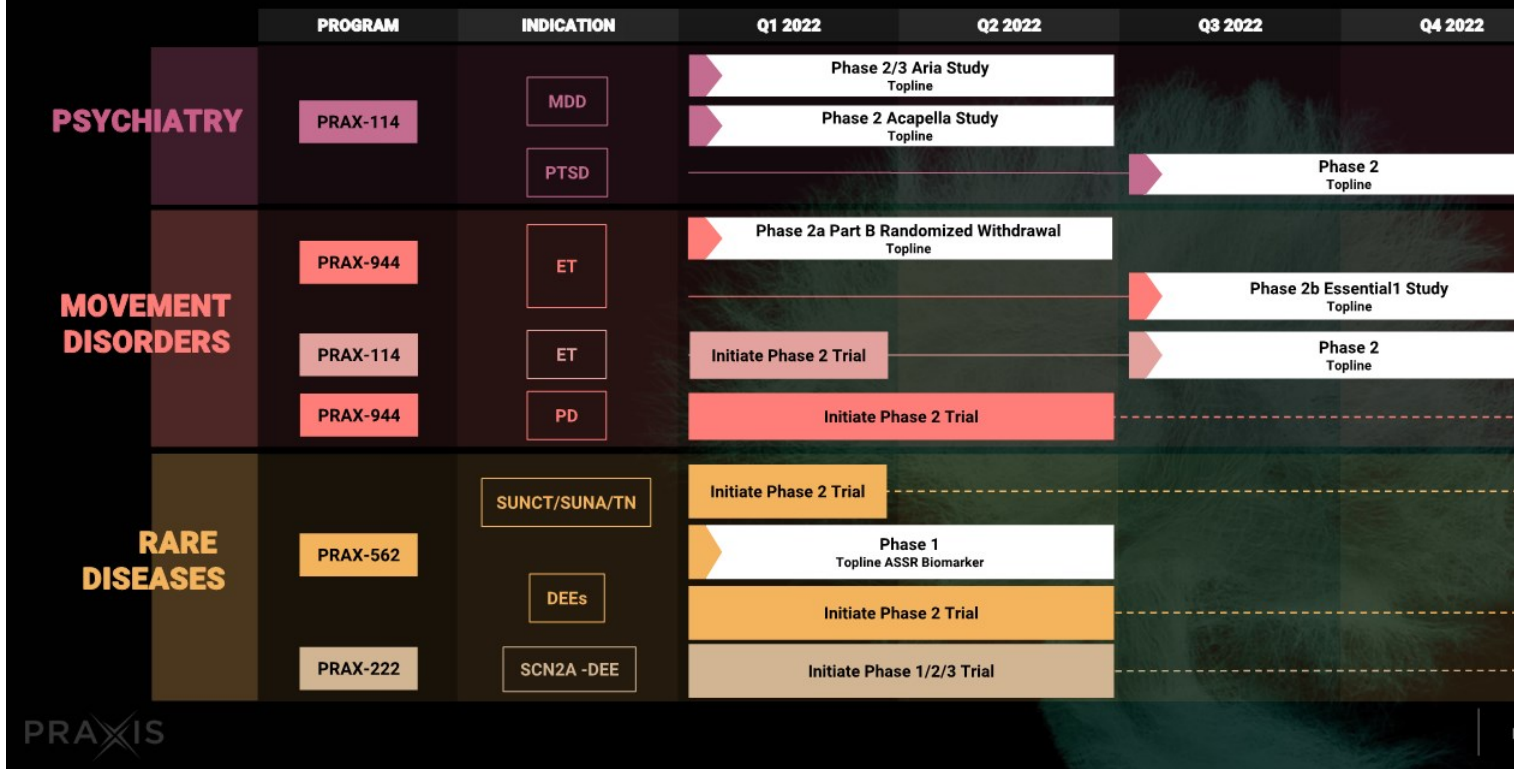 PROGRAM INDICATION Q1 2022 Q2 2022 Q3 2022 Q4 2022
PSYCHIATRY
PRAX-114
MDD
Phase 2/3 Aria Study
Topline
Phase 2 Acapella Study
Topline
PTSD
Phase 2
Topline
MOVEMENT
DISORDERS
PRAX-944
ET
Phase 2a Part B Randomized Withdrawal
Topline
Phase 2b Essential1 Study
Topline
PRAX-114
ET
Initiate Phase 2 Trial
Phase 2
Topline
PRAX-944
PD
Initiate Phase 2 Trial
RARE
DISEASES
PRAX-562
SUNCT/SUNA/TN
Initiate Phase 2 Trial
Phase 1
Topline ASSR Biomarker
DEEs
Initiate Phase 2 Trial
PRAX-222
SCN2A -DEE
Initiate Phase 1/2/3 Trial
PRAXIS